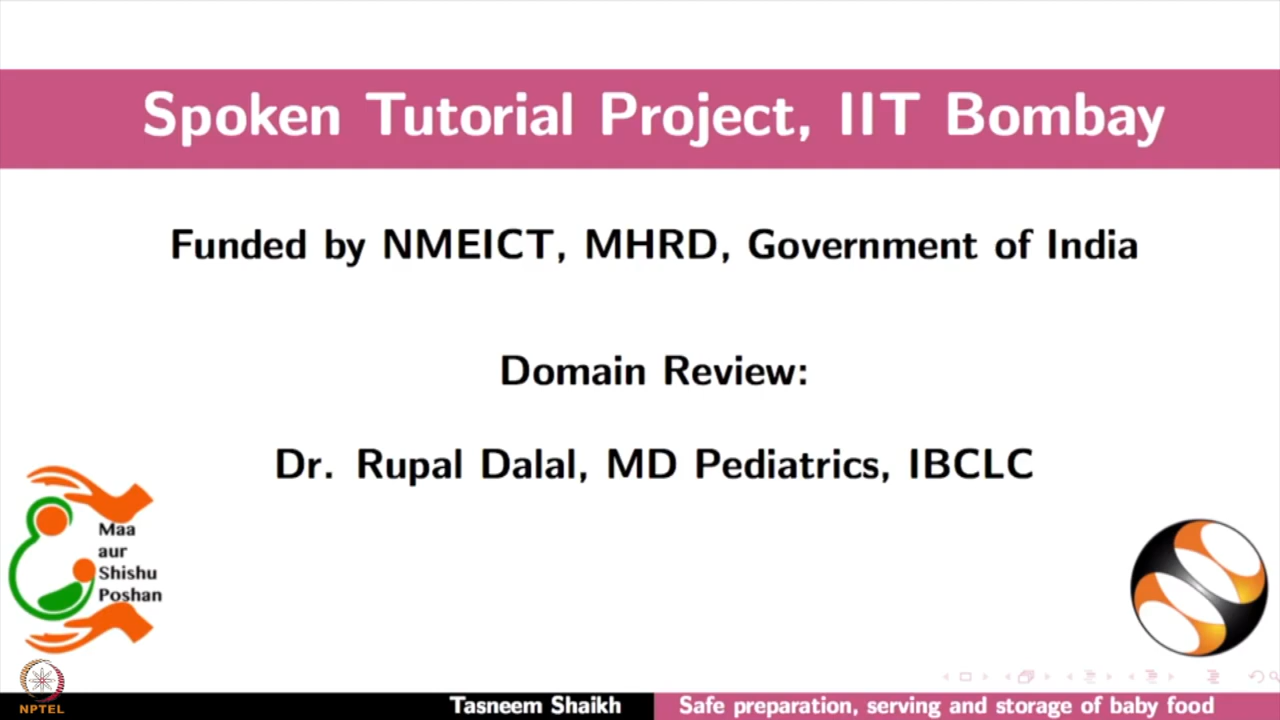 Spoken Tutorial Project, IIT Bombay
Funded by NMEICT, MHRD, Government of India
Domain Review:
Dr. Rupal Dalal, MD Pediatrics, IBCLC
Maa
aur
Shishu
Poshan
NPTEL
Tasneem Shaikh
Safe preparation, serving and storage of baby food